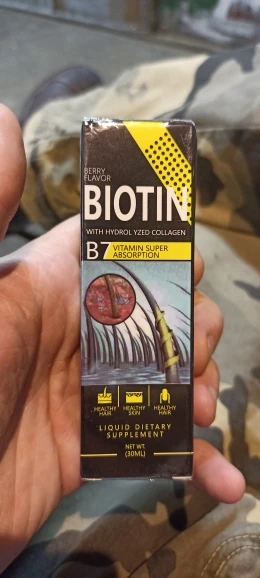 BERRY
FLAVOR
BIOTIN
WITH HYDROL YZED COLLAGEN
B7 VITAMIN SUPER
ABSORPTION
HEALTHY HEALTHY HEALTHY
HAIR SKIN HAIR
LIQUID DIETARY
SUPPLEMENT
NET WT.
(30ML)